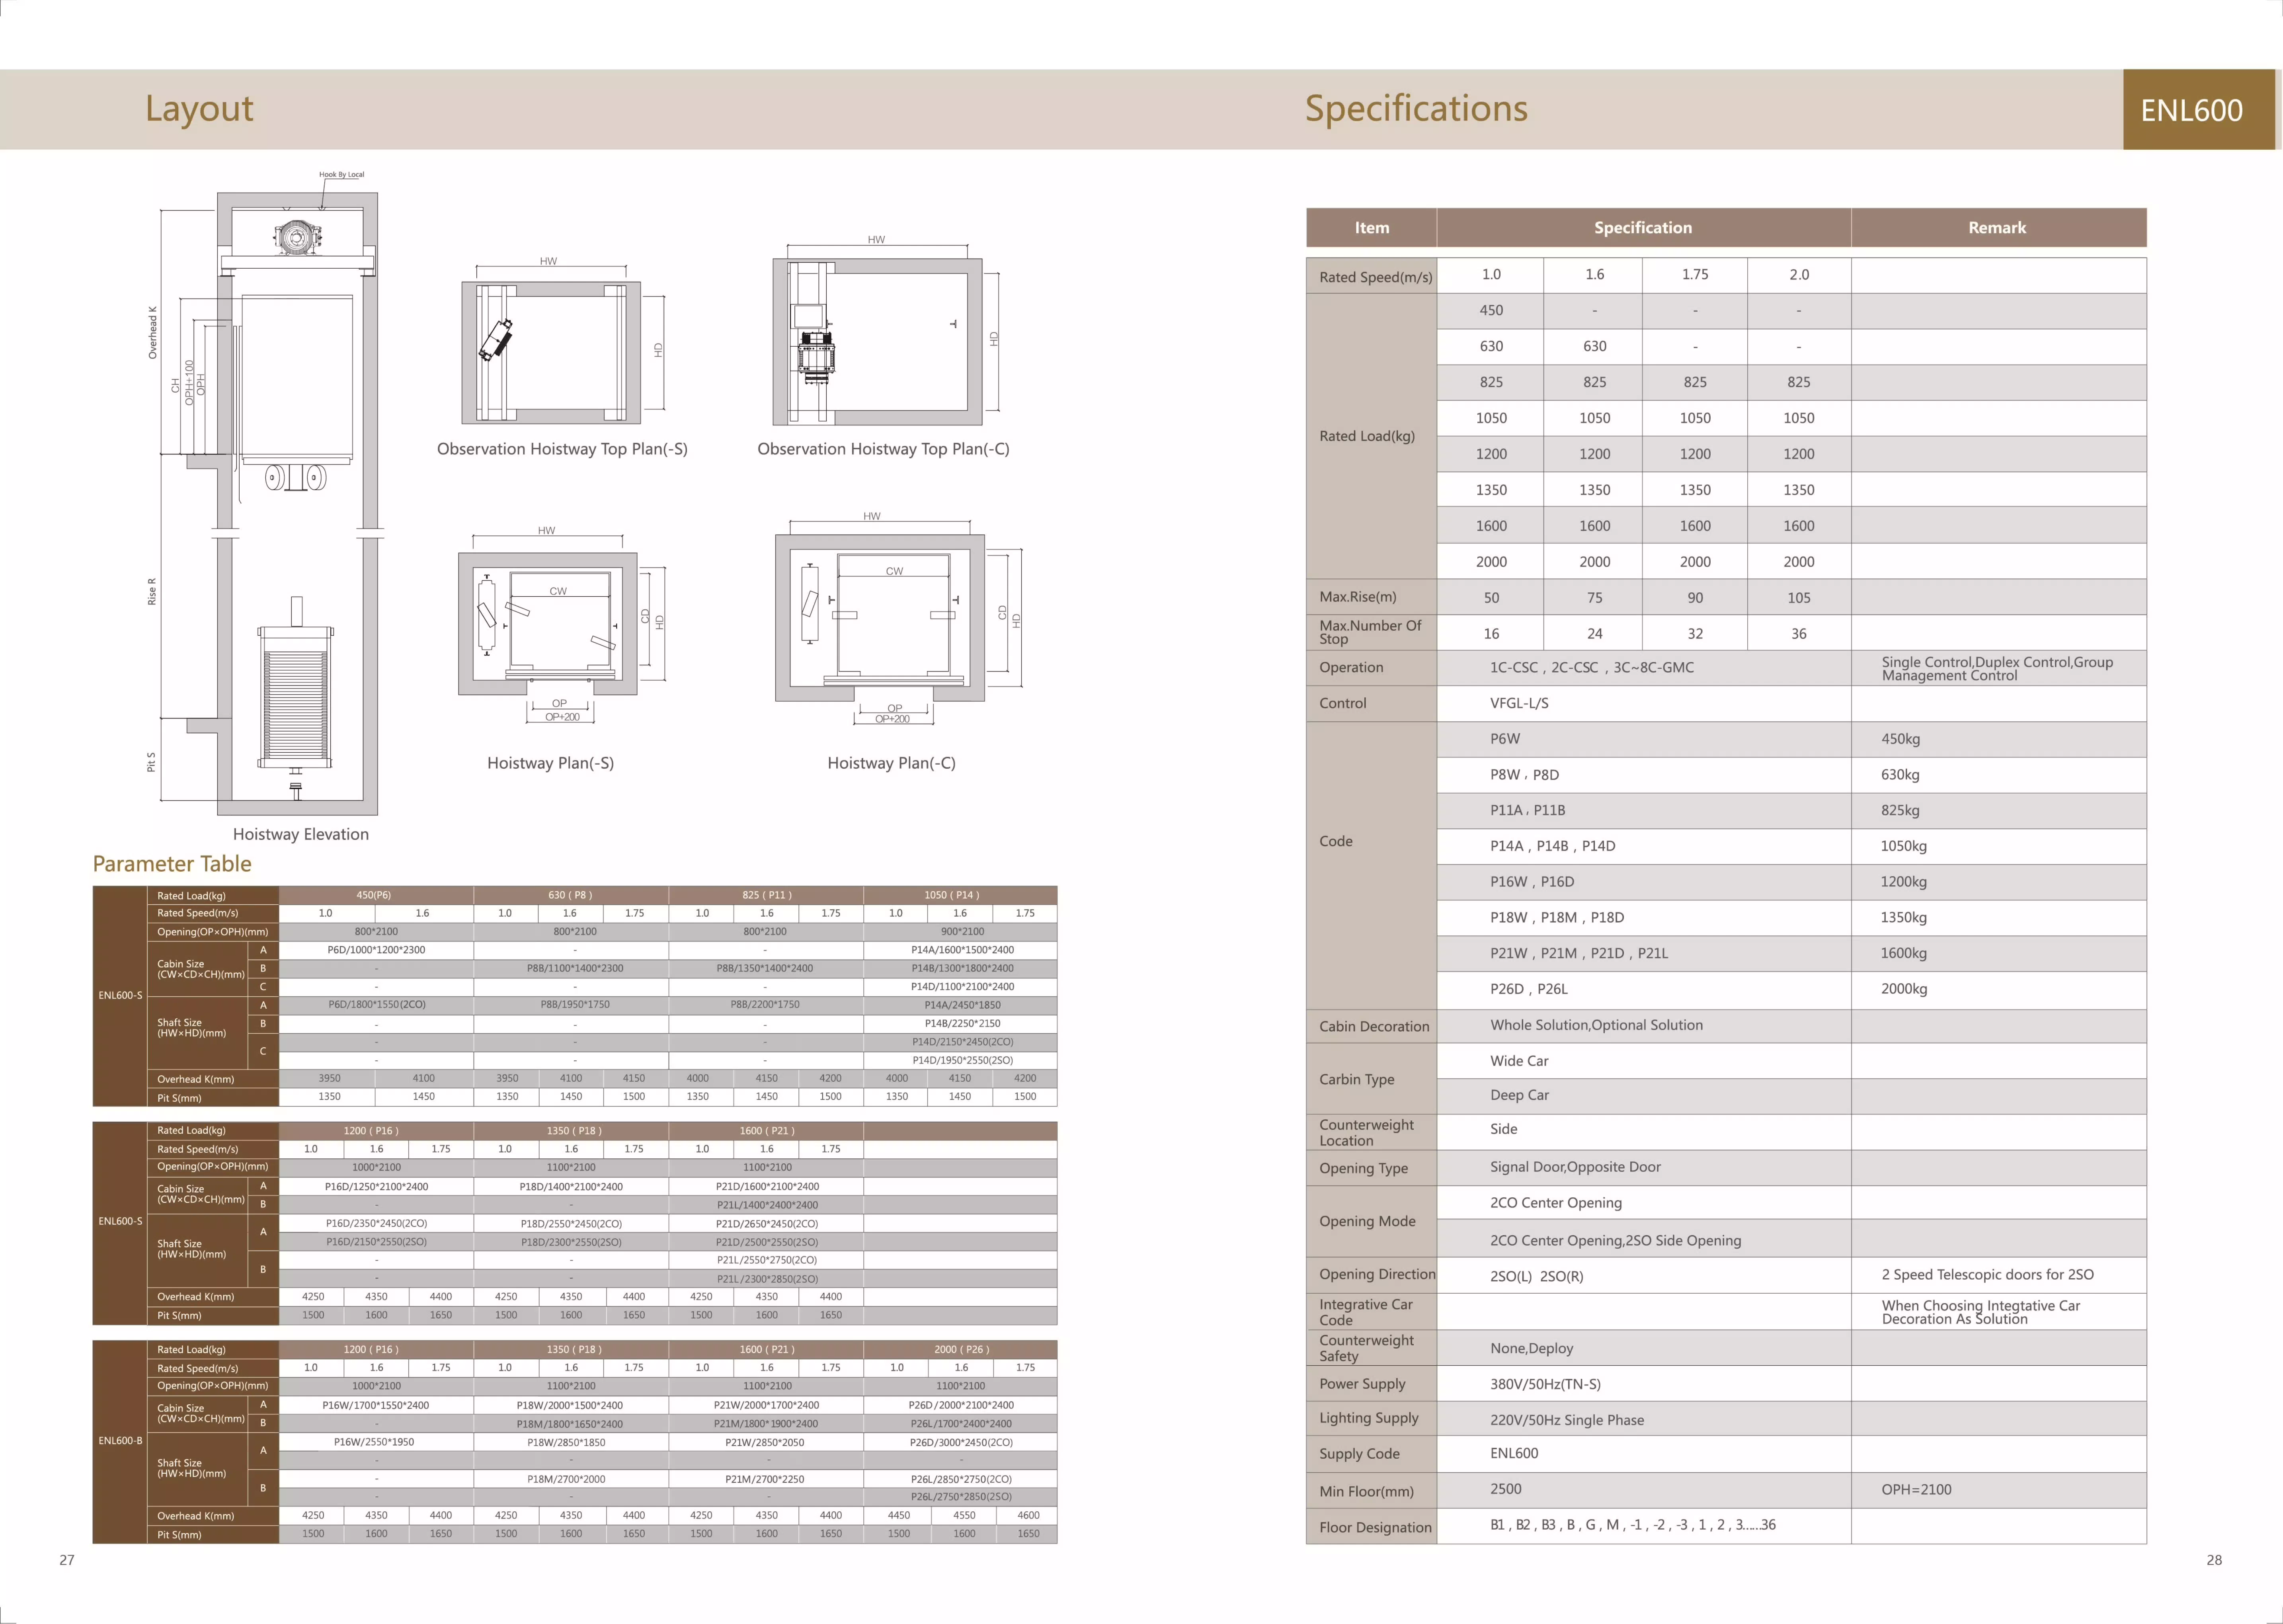 Layout
Specifications
ENL600
Hook By Local
Overhead K
CH
OPH+100
OPH
Rise R
Pit S
Hoistway Elevation
HW
HD
Observation Hoistway Top Plan(-S)
HW
HD
Observation Hoistway Top Plan(-C)
HW
CW
CD
HD
OP
OP+200
Hoistway Plan(-S)
HW
CW
CD
HD
OP
OP+200
Hoistway Plan(-C)
Parameter Table
ENL600-S
Rated Load(kg) 450(P6) 630 ( P8 ) 825 ( P11 ) 1050 ( P14 )
Rated Speed(m/s) 1.0 1.6 1.0 1.6 1.75 1.0 1.6 1.75 1.0 1.6 1.75
Opening(OP×OPH)(mm) 800*2100 800*2100 800*2100 900*2100
Cabin Size (CW×CD×CH)(mm)
A P6D/1000*1200*2300 - - P14A/1600*1500*2400
B - P8B/1100*1400*2300 P8B/1350*1400*2400 P14B/1300*1800*2400
C - - - P14D/1100*2100*2400
Shaft Size (HW×HD)(mm)
A P6D/1800*1550(2CO) P8B/1950*1750 P8B/2200*1750 P14A/2450*1850
B - - - P14B/2250*2150
C - - - P14D/2150*2450(2CO)
- - - P14D/1950*2550(2SO)
Overhead K(mm) 3950 4100 3950 4100 4150 4000 4150 4200 4000 4150 4200
Pit S(mm) 1350 1450 1350 1450 1500 1350 1450 1500 1350 1450 1500
ENL600-S
Rated Load(kg) 1200 ( P16 ) 1350 ( P18 ) 1600 ( P21 )
Rated Speed(m/s) 1.0 1.6 1.75 1.0 1.6 1.75 1.0 1.6 1.75
Opening(OP×OPH)(mm) 1000*2100 1100*2100 1100*2100
Cabin Size (CW×CD×CH)(mm)
A P16D/1250*2100*2400 P18D/1400*2100*2400 P21D/1600*2100*2400
B - - P21L/1400*2400*2400
Shaft Size (HW×HD)(mm)
A P16D/2350*2450(2CO) P18D/2550*2450(2CO) P21D/2650*2450(2CO)
P16D/2150*2550(2SO) P18D/2300*2550(2SO) P21D/2500*2550(2SO)
B - - P21L/2550*2750(2CO)
- - P21L/2300*2850(2SO)
Overhead K(mm) 4250 4350 4400 4250 4350 4400 4250 4350 4400
Pit S(mm) 1500 1600 1650 1500 1600 1650 1500 1600 1650
ENL600-B
Rated Load(kg) 1200 ( P16 ) 1350 ( P18 ) 1600 ( P21 ) 2000 ( P26 )
Rated Speed(m/s) 1.0 1.6 1.75 1.0 1.6 1.75 1.0 1.6 1.75 1.0 1.6 1.75
Opening(OP×OPH)(mm) 1000*2100 1100*2100 1100*2100 1100*2100
Cabin Size (CW×CD×CH)(mm)
A P16W/1700*1550*2400 P18W/2000*1500*2400 P21W/2000*1700*2400 P26D/2000*2100*2400
B - P18M/1800*1650*2400 P21M/1800*1900*2400 P26L/1700*2400*2400
Shaft Size (HW×HD)(mm)
A P16W/2550*1950 P18W/2850*1850 P21W/2850*2050 P26D/3000*2450(2CO)
- - - -
B - P18M/2700*2000 P21M/2700*2250 P26L/2850*2750(2CO)
- - - P26L/2750*2850(2SO)
Overhead K(mm) 4250 4350 4400 4250 4350 4400 4250 4350 4400 4450 4550 4600
Pit S(mm) 1500 1600 1650 1500 1600 1650 1500 1600 1650 1500 1600 1650
27
Item Specification Remark
Rated Speed(m/s) 1.0 1.6 1.75 2.0
Rated Load(kg)
450 - - -
630 630 - -
825 825 825 825
1050 1050 1050 1050
1200 1200 1200 1200
1350 1350 1350 1350
1600 1600 1600 1600
2000 2000 2000 2000
Max.Rise(m) 50 75 90 105
Max.Number Of
Stop 16 24 32 36
Operation 1C-CSC , 2C-CSC , 3C~8C-GMC Single Control,Duplex Control,Group
Management Control
Control VFGL-L/S
Code
P6W 450kg
P8W , P8D 630kg
P11A , P11B 825kg
P14A , P14B , P14D 1050kg
P16W , P16D 1200kg
P18W , P18M , P18D 1350kg
P21W , P21M , P21D , P21L 1600kg
P26D , P26L 2000kg
Cabin Decoration Whole Solution,Optional Solution
Carbin Type
Wide Car
Deep Car
Counterweight
Location Side
Opening Type Signal Door,Opposite Door
Opening Mode
2CO Center Opening
2CO Center Opening,2SO Side Opening
Opening Direction 2SO(L) 2SO(R) 2 Speed Telescopic doors for 2SO
Integrative Car
Code
When Choosing Integtative Car
Decoration As Solution
Counterweight
Safety None,Deploy
Power Supply 380V/50Hz(TN-S)
Lighting Supply 220V/50Hz Single Phase
Supply Code ENL600
Min Floor(mm) 2500 OPH=2100
Floor Designation B1 , B2 , B3 , B , G , M , -1 , -2 , -3 , 1 , 2 , 3......36
28